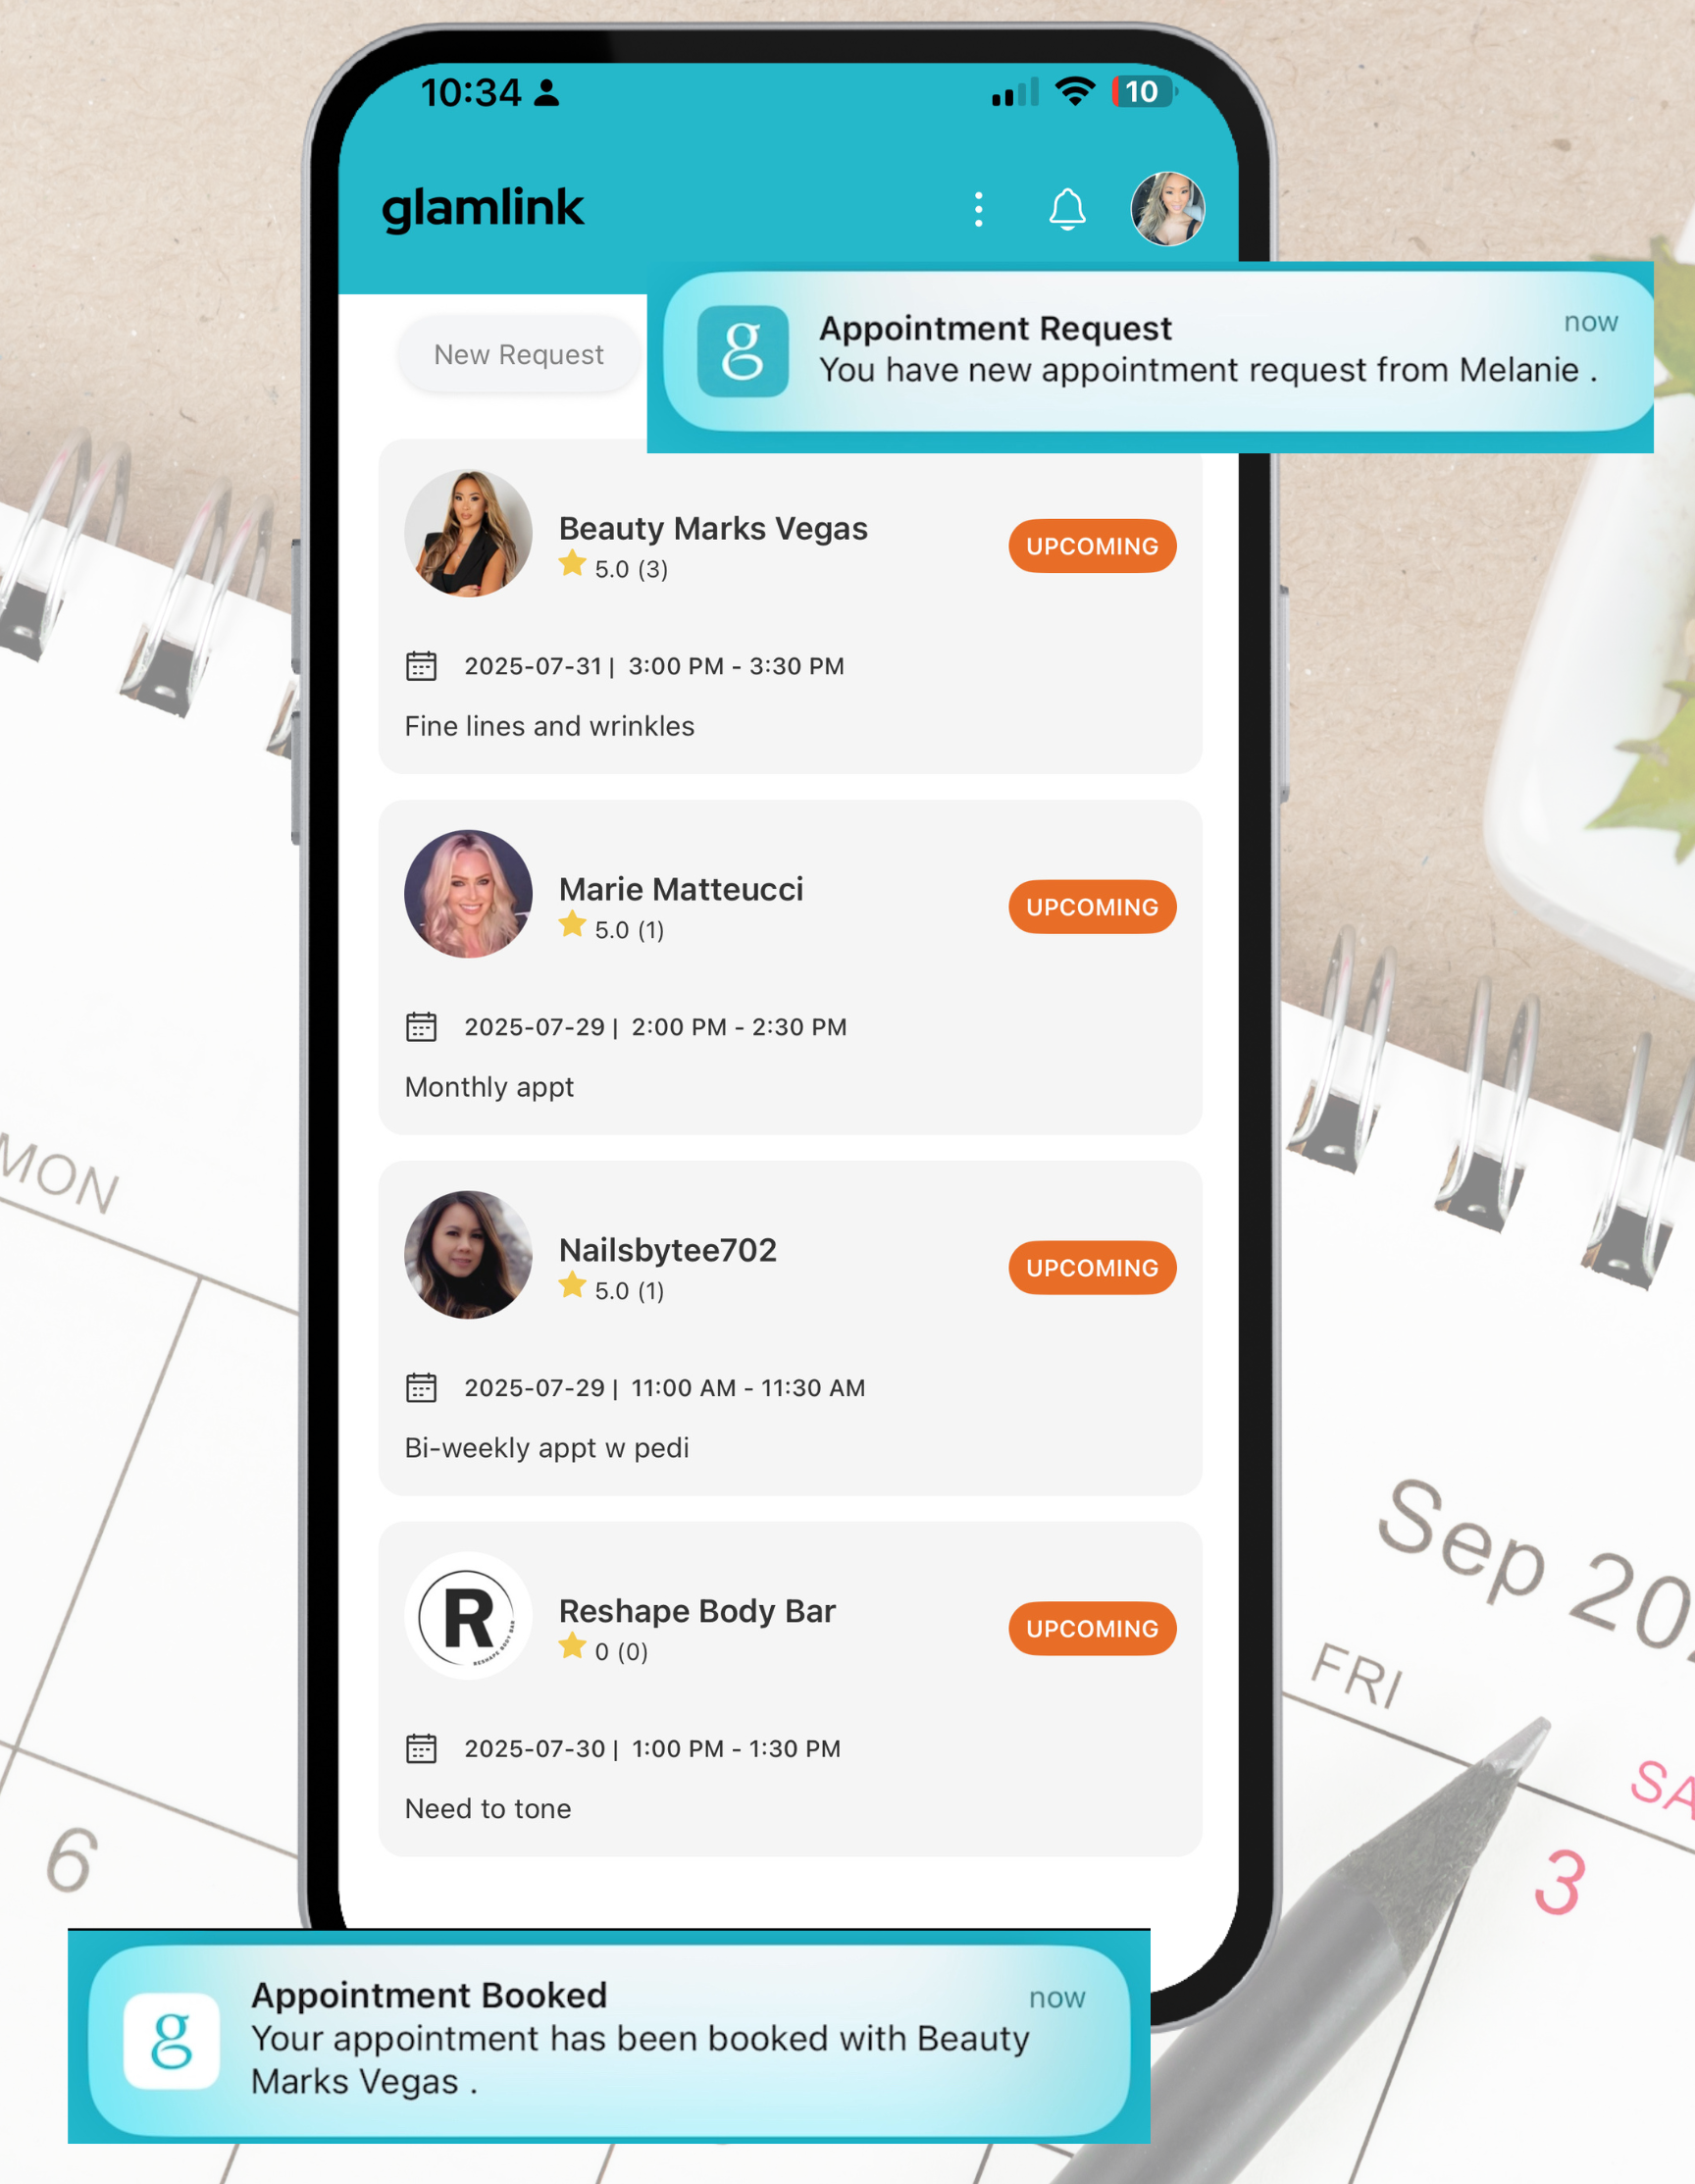 10:34
10
glamlink
New Request
Appointment Request
now
You have new appointment request from Melanie .
Beauty Marks Vegas
5.0 (3)
UPCOMING
2025-07-31 | 3:00 PM - 3:30 PM
Fine lines and wrinkles
Marie Matteucci
5.0 (1)
UPCOMING
2025-07-29 | 2:00 PM - 2:30 PM
Monthly appt
MON
Nailsbytee702
5.0 (1)
UPCOMING
2025-07-29 | 11:00 AM - 11:30 AM
Bi-weekly appt w pedi
Sep
R
RESHAPE BODY BAR
Reshape Body Bar
0 (0)
UPCOMING
2025-07-30 | 1:00 PM - 1:30 PM
Need to tone
FRI
6
3
g
Appointment Booked
now
Your appointment has been booked with Beauty
Marks Vegas .
g